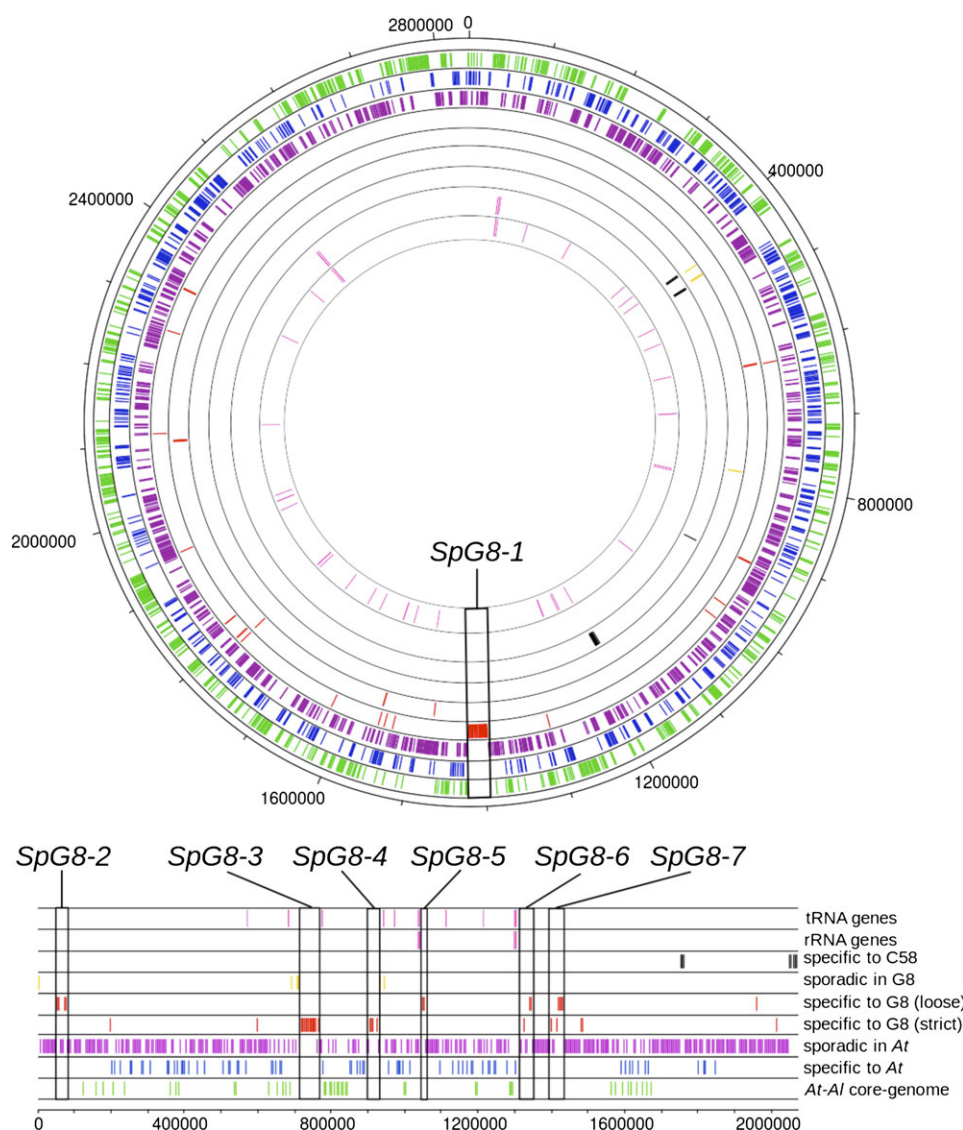 2800000 0
400000
2400000
800000
2000000
SpG8-1
1200000
1600000
SpG8-2 SpG8-3 SpG8-4 SpG8-5 SpG8-6 SpG8-7
tRNA genes
rRNA genes
specific to C58
sporadic in G8
specific to G8 (loose)
specific to G8 (strict)
sporadic in At
specific to At
At-Al core-genome
0 400000 800000 1200000 1600000 2000000